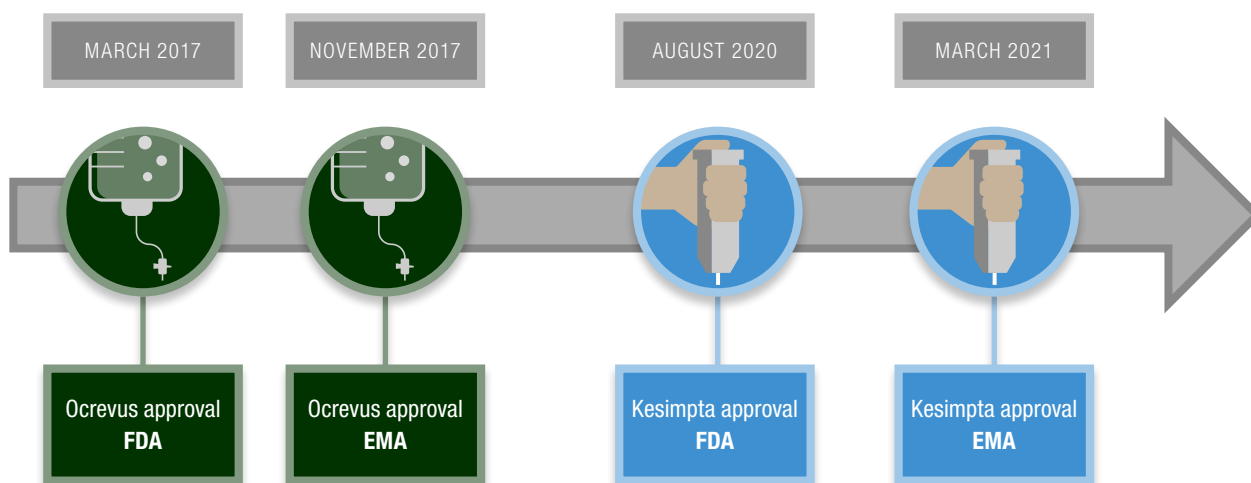 MARCH 2017
NOVEMBER 2017
AUGUST 2020
MARCH 2021
Ocrevus approval
FDA
Ocrevus approval
EMA
Kesimpta approval
FDA
Kesimpta approval
EMA